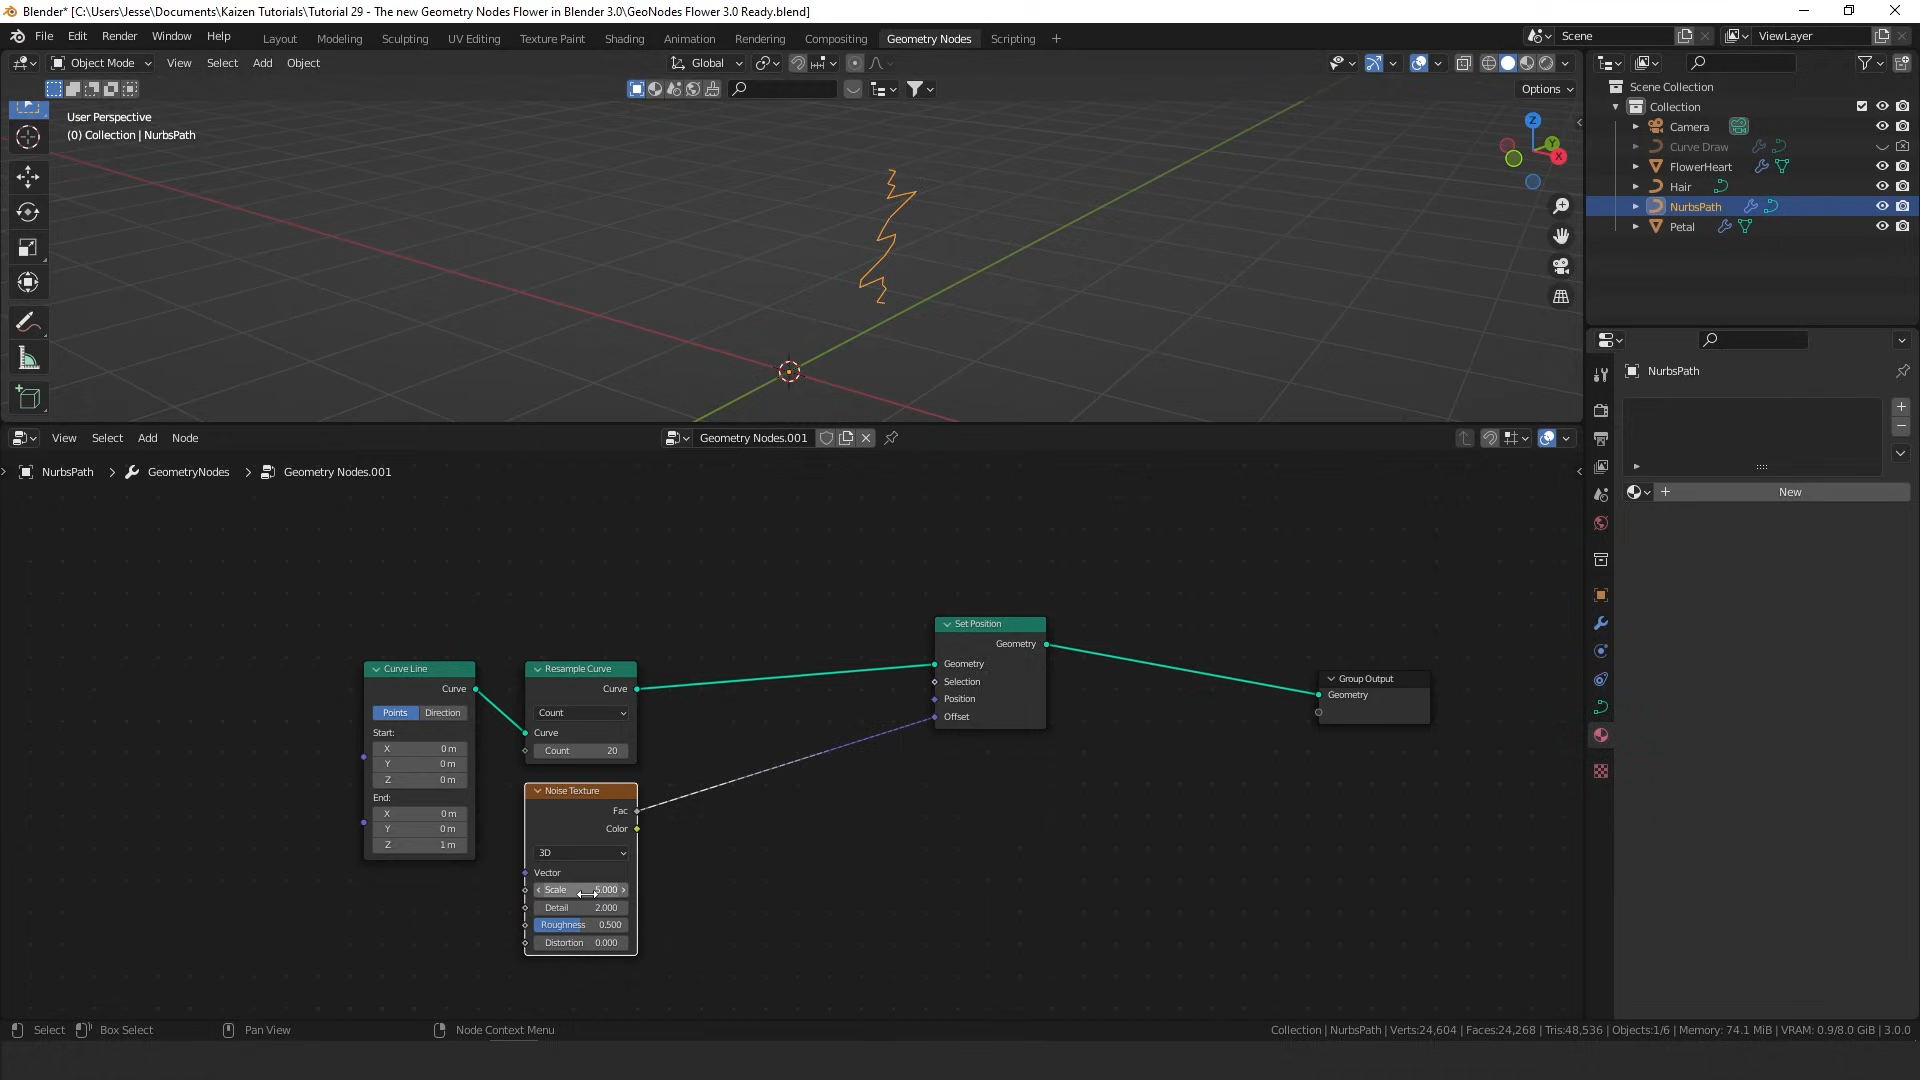 Blender* [C:\Users\Jesse\Documents\Kaizen Tutorials\Tutorial 29 - The new Geometry Nodes Flower in Blender 3.0\GeoNodes Flower 3.0 Ready.blend]
File Edit Render Window Help Layout Modeling Sculpting UV Editing Texture Paint Shading Animation Rendering Compositing Geometry Nodes Scripting + Scene ViewLayer
Object Mode View Select Add Object Global
Options
User Perspective
(0) Collection | NurbsPath
Z
Y
X
Scene Collection
Collection
Camera
Curve Draw
FlowerHeart
Hair
NurbsPath
Petal
NurbsPath
New
View Select Add Node Geometry Nodes.001
NurbsPath > GeometryNodes > Geometry Nodes.001
Curve Line
Curve
Points Direction
Start:
X 0 m
Y 0 m
Z 0 m
End:
X 0 m
Y 0 m
Z 1 m
Resample Curve
Curve
Count
Curve
Count 20
Noise Texture
Fac
Color
3D
Vector
Scale 5.000
Detail 2.000
Roughness 0.500
Distortion 0.000
Set Position
Geometry
Geometry
Selection
Position
Offset
Group Output
Geometry
Select Box Select Pan View Node Context Menu Collection | NurbsPath | Verts:24,604 | Faces:24,268 | Tris:48,536 | Objects:1/6 | Memory: 74.1 MiB | VRAM: 0.9/8.0 GiB | 3.0.0